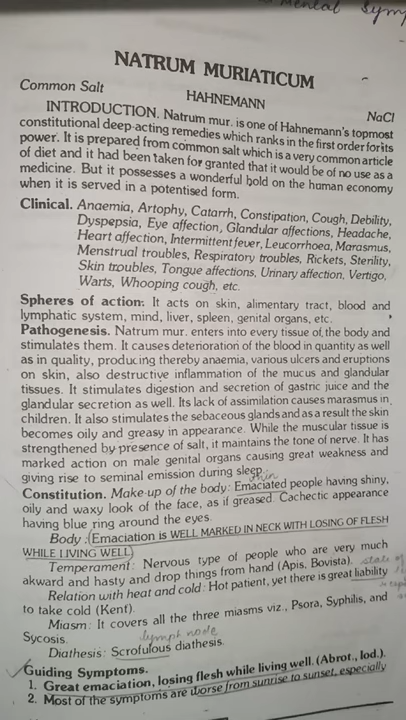 Mental Sym
NATRUM MURIATICUM
Common Salt
HAHNEMANN
NaCl
INTRODUCTION. Natrum mur. is one of Hahnemann's topmost
constitutional deep-acting remedies which ranks in the first order for its
power. It is prepared from common salt which is a very common article
of diet and it had been taken for granted that it would be of no use as a
medicine. But it possesses a wonderful hold on the human economy
when it is served in a potentised form.
Clinical. Anaemia, Artophy, Catarrh, Constipation, Cough, Debility,
Dyspepsia, Eye affection, Glandular affections, Headache,
Heart affection, Intermittent fever, Leucorrhoea, Marasmus,
Menstrual troubles, Respiratory troubles, Rickets, Sterility,
Skin troubles, Tongue affections, Urinary affection, Vertigo,
Warts, Whooping cough, etc.
Spheres of action: It acts on skin, alimentary tract, blood and
lymphatic system, mind, liver, spleen, genital organs, etc.
Pathogenesis. Natrum mur. enters into every tissue of the body and
stimulates them. It causes deterioration of the blood in quantity as well
as in quality, producing thereby anaemia, various ulcers and eruptions
on skin, also destructive inflammation of the mucus and glandular
tissues. It stimulates digestion and secretion of gastric juice and the
glandular secretion as well. Its lack of assimilation causes marasmus in
children. It also stimulates the sebaceous glands and as a result the skin
becomes oily and greasy in appearance. While the muscular tissue is
strengthened by presence of salt, it maintains the tone of nerve. It has
marked action on male genital organs causing great weakness and
giving rise to seminal emission during sleep.
thin
Constitution. Make-up of the body: Emaciated people having shiny,
oily and waxy look of the face, as if greased. Cachectic appearance
having blue ring around the eyes.
Body : (Emaciation is WELL MARKED IN NECK WITH LOSING OF FLESH
WHILE LIVING WELL)
Temperament: Nervous type of people who are very much
akward and hasty and drop things from hand (Apis, Bovista).
state of
Relation with heat and cold: Hot patient, yet there is great liability
to take cold (Kent).
Miasm: It covers all the three miasms viz., Psora, Syphilis, and
Sycosis.
lymph node
Diathesis: Scrofulous diathesis.
Guiding Symptoms.
1. Great emaciation, losing flesh while living well. (Abrot., Iod.).
2. Most of the symptoms are worse from sunrise to sunset, especially